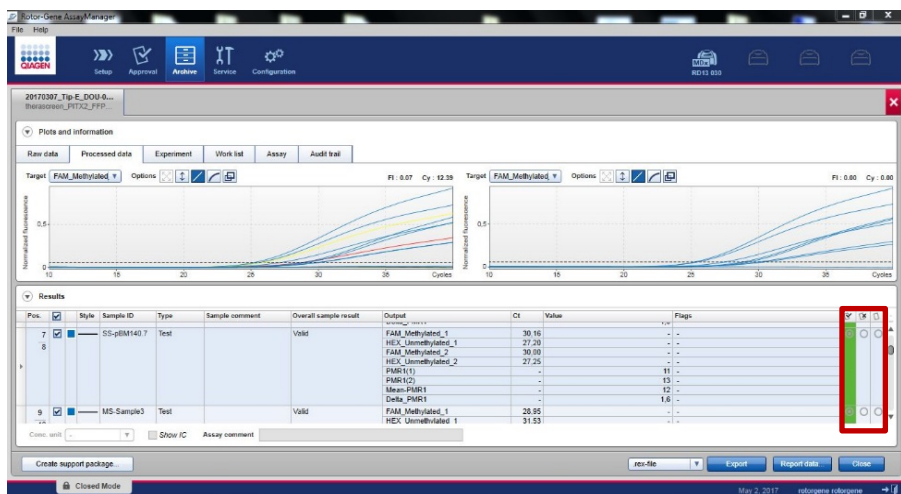 Rotor-Gene AssayManager
File Help
QIAGEN
Setup Approval Archive Service Configuration
MDx
RD13 030
20170307_Tip-E_DOU-0...
therascreen_PITX2_FFP...
Plots and information
Raw data Processed data Experiment Work list Assay Audit trail
Target FAM_Methylated_ Options FI : 0.07 Cy : 12.39
Target FAM_Methylated_ Options FI : 0.00 Cy : 0.00
Normalized fluorescence
0,5
0
10 15 20 25 30 35 Cycles
Normalized fluorescence
0,5
0
10 15 20 25 30 35 Cycles
Results
Pos. Style Sample ID Type Sample comment Overall sample result Output Ct Value Flags
7 SS-pBM140.7 Test Valid FAM_Methylated_1 30,16 - -
8 HEX_Unmethylated_1 27,20 - -
FAM_Methylated_2 30,00 - -
HEX_Unmethylated_2 27,25 - -
PMR1(1) - 11 -
PMR1(2) - 13 -
Mean-PMR1 - 12 -
Delta_PMR1 - 1,6 -
9 MS-Sample3 Test Valid FAM_Methylated_1 28,95 - -
HEX_Unmethylated_1 31,53 - -
Conc. unit - Show IC Assay comment
Create support package... .rex-file Export Report data... Close
Closed Mode May 2, 2017 rotorgene rotorgene